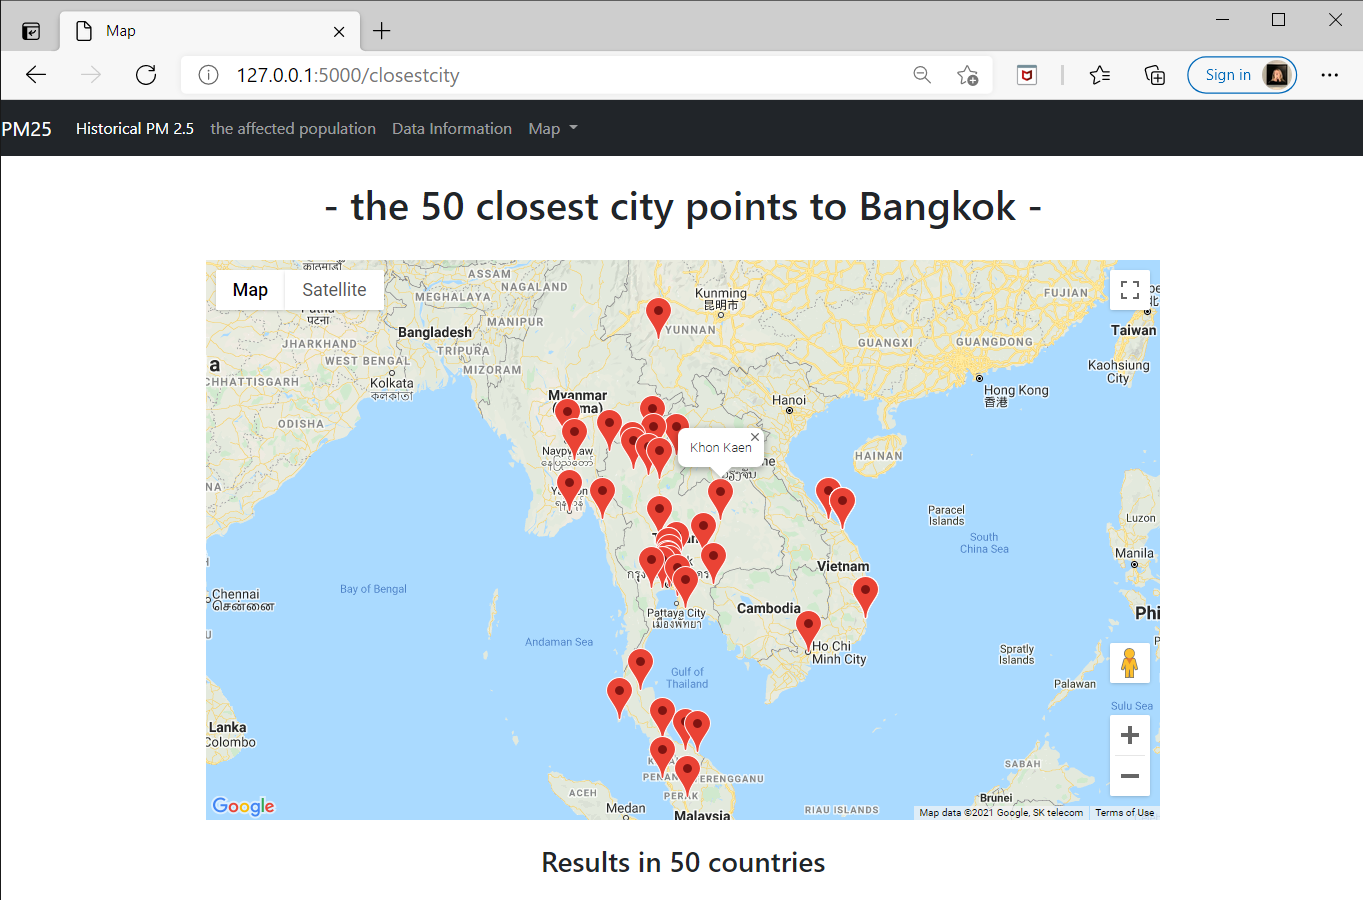 Map
127.0.0.1:5000/closestcity
Sign in
PM25
Historical PM 2.5
the affected population
Data Information
Map
- the 50 closest city points to Bangkok -
Map
Satellite
काठमाडौँ
ASSAM
NAGALAND
MEGHALAYA
Patna
पटना
MANIPUR
Bangladesh
JHARKHAND
TRIPURA
WEST BENGAL
MIZORAM
CHHATTISGARH
Kolkata
কলকাতা
ODISHA
Kunming
昆明市
YUNNAN
GUANGXI
GUANGDONG
FUJIAN
Taiwan
Kaohsiung
City
Hong Kong
香港
Hanoi
HAINAN
Myanmar
Khon Kaen
Paracel
Islands
South
China Sea
Luzon
Manila
Vietnam
Chennai
சென்னை
Bay of Bengal
Andaman Sea
Pattaya City
เมืองพัทยา
Cambodia
Ho Chi
Minh City
Gulf of
Thailand
Spratly
Islands
Palawan
Sulu Sea
Lanka
Colombo
SABAH
Brunei
ACEH
Medan
PERAK
Malaysia
RIAU ISLANDS
Google
Map data ©2021 Google, SK telecom
Terms of Use
Results in 50 countries